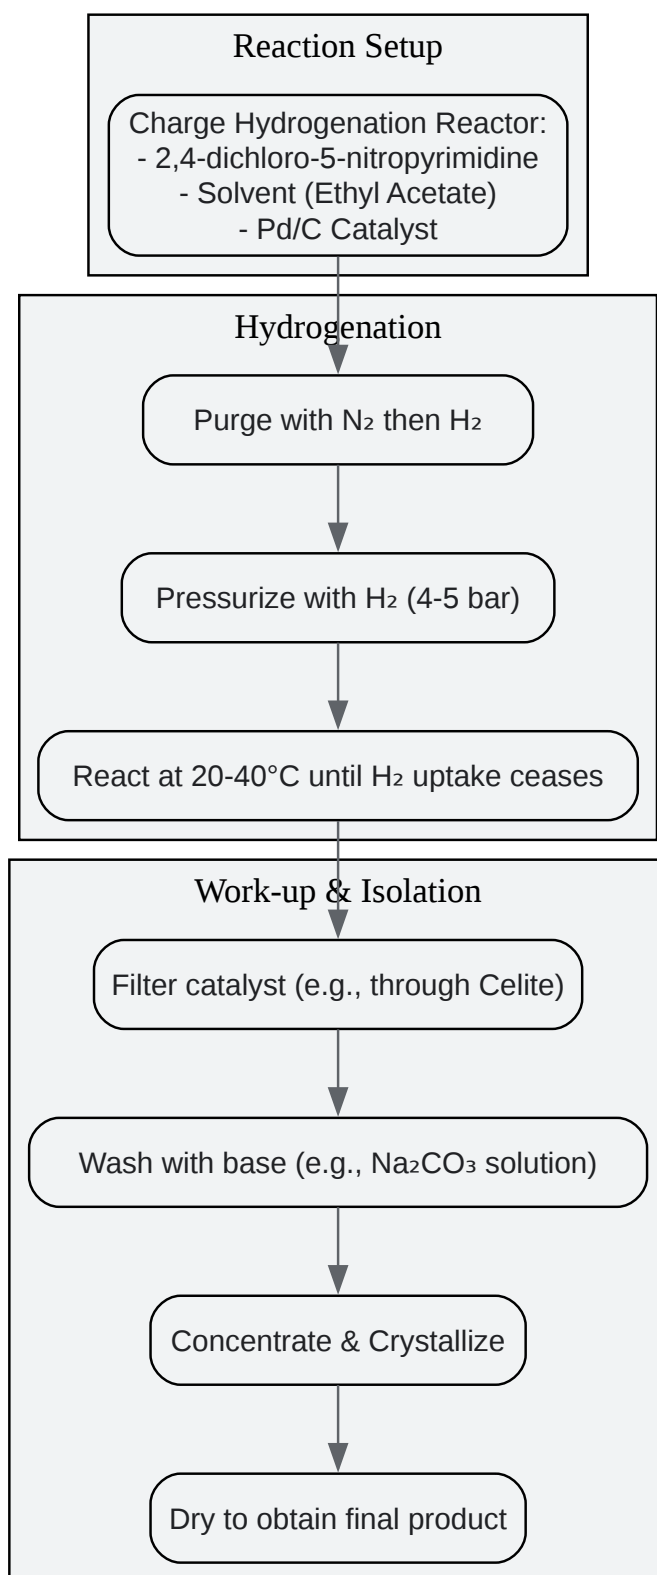 Reaction Setup
Charge Hydrogenation Reactor:
- 2,4-dichloro-5-nitropyrimidine
- Solvent (Ethyl Acetate)
- Pd/C Catalyst
Hydrogenation
Purge with N₂ then H₂
Pressurize with H₂ (4-5 bar)
React at 20-40°C until H₂ uptake ceases
Work-up & Isolation
Filter catalyst (e.g., through Celite)
Wash with base (e.g., Na₂CO₃ solution)
Concentrate & Crystallize
Dry to obtain final product